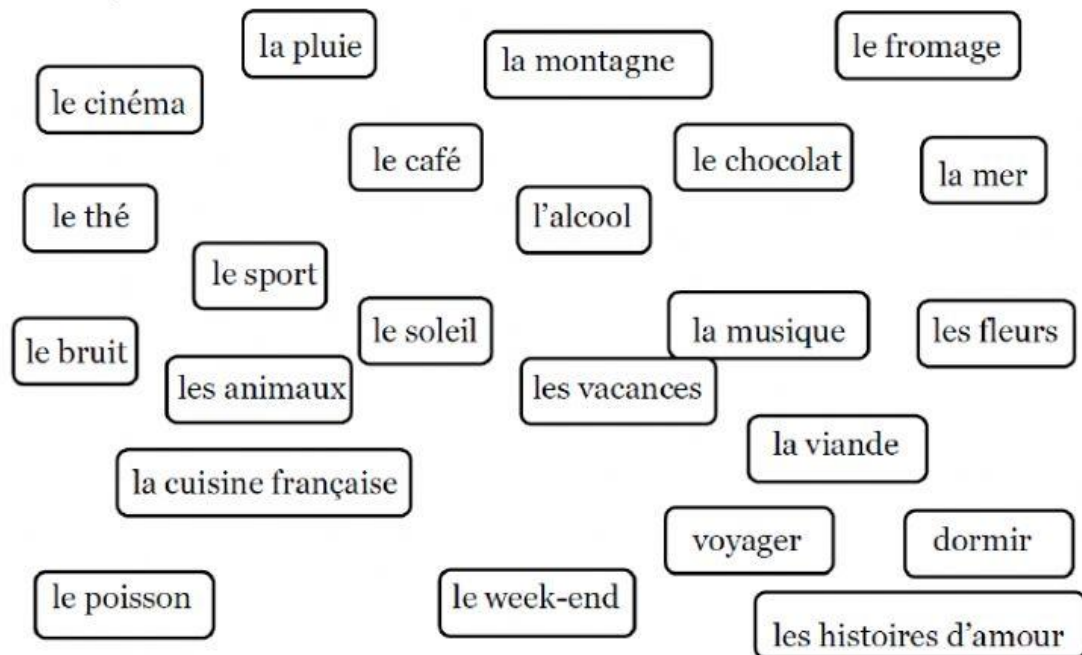 la pluie
la montagne
le fromage
le cinéma
le café
le chocolat
la mer
le thé
l'alcool
le sport
le soleil
la musique
les fleurs
le bruit
les animaux
les vacances
la viande
la cuisine française
voyager
dormir
le poisson
le week-end
les histoires d'amour